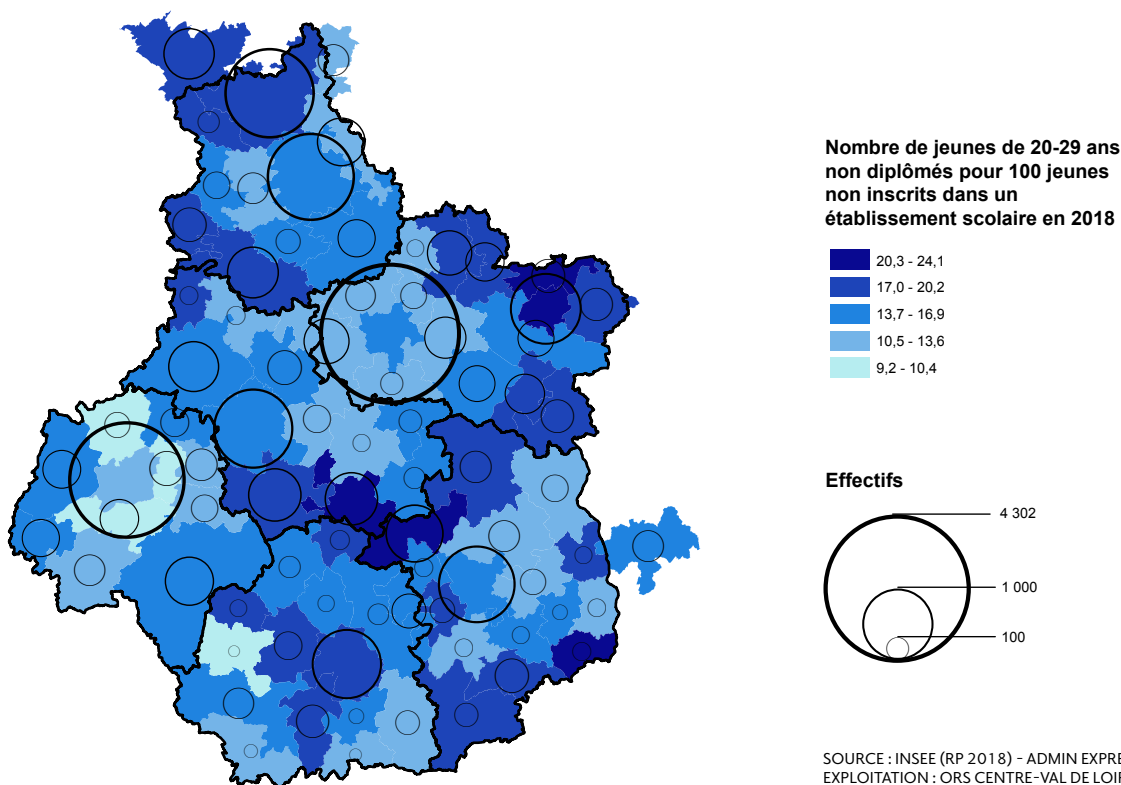 Nombre de jeunes de 20-29 ans
non diplômés pour 100 jeunes
non inscrits dans un
établissement scolaire en 2018
20,3 - 24,1
17,0 - 20,2
13,7 - 16,9
10,5 - 13,6
9,2 - 10,4
Effectifs
4 302
1 000
100
SOURCE : INSEE (RP 2018) - ADMIN EXPRE
EXPLOITATION : ORS CENTRE-VAL DE LOIR